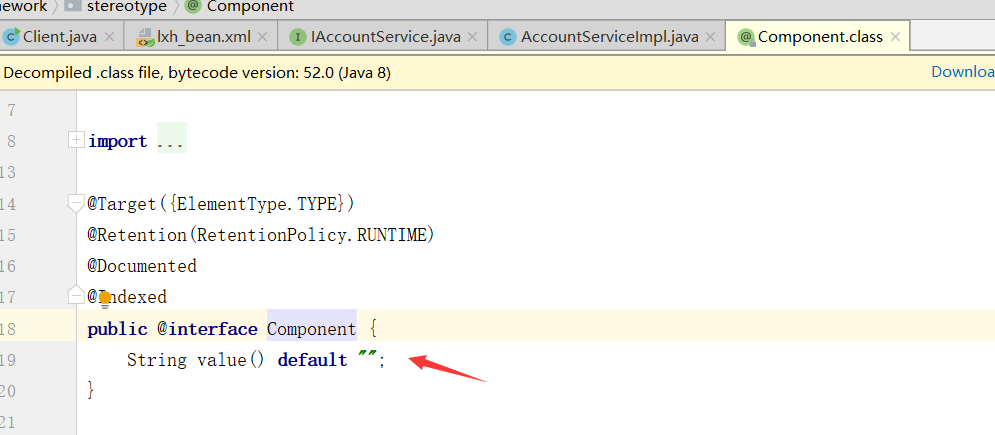 ework stereotype Component
Client.java lxh_bean.xml IAccountService.java AccountServiceImpl.java Component.class
Decompiled .class file, bytecode version: 52.0 (Java 8) Downloa
7
8 import ...
13
14 @Target({ElementType.TYPE})
15 @Retention(RetentionPolicy.RUNTIME)
16 @Documented
17 @Indexed
18 public @interface Component {
19 String value() default "";
20 }
21